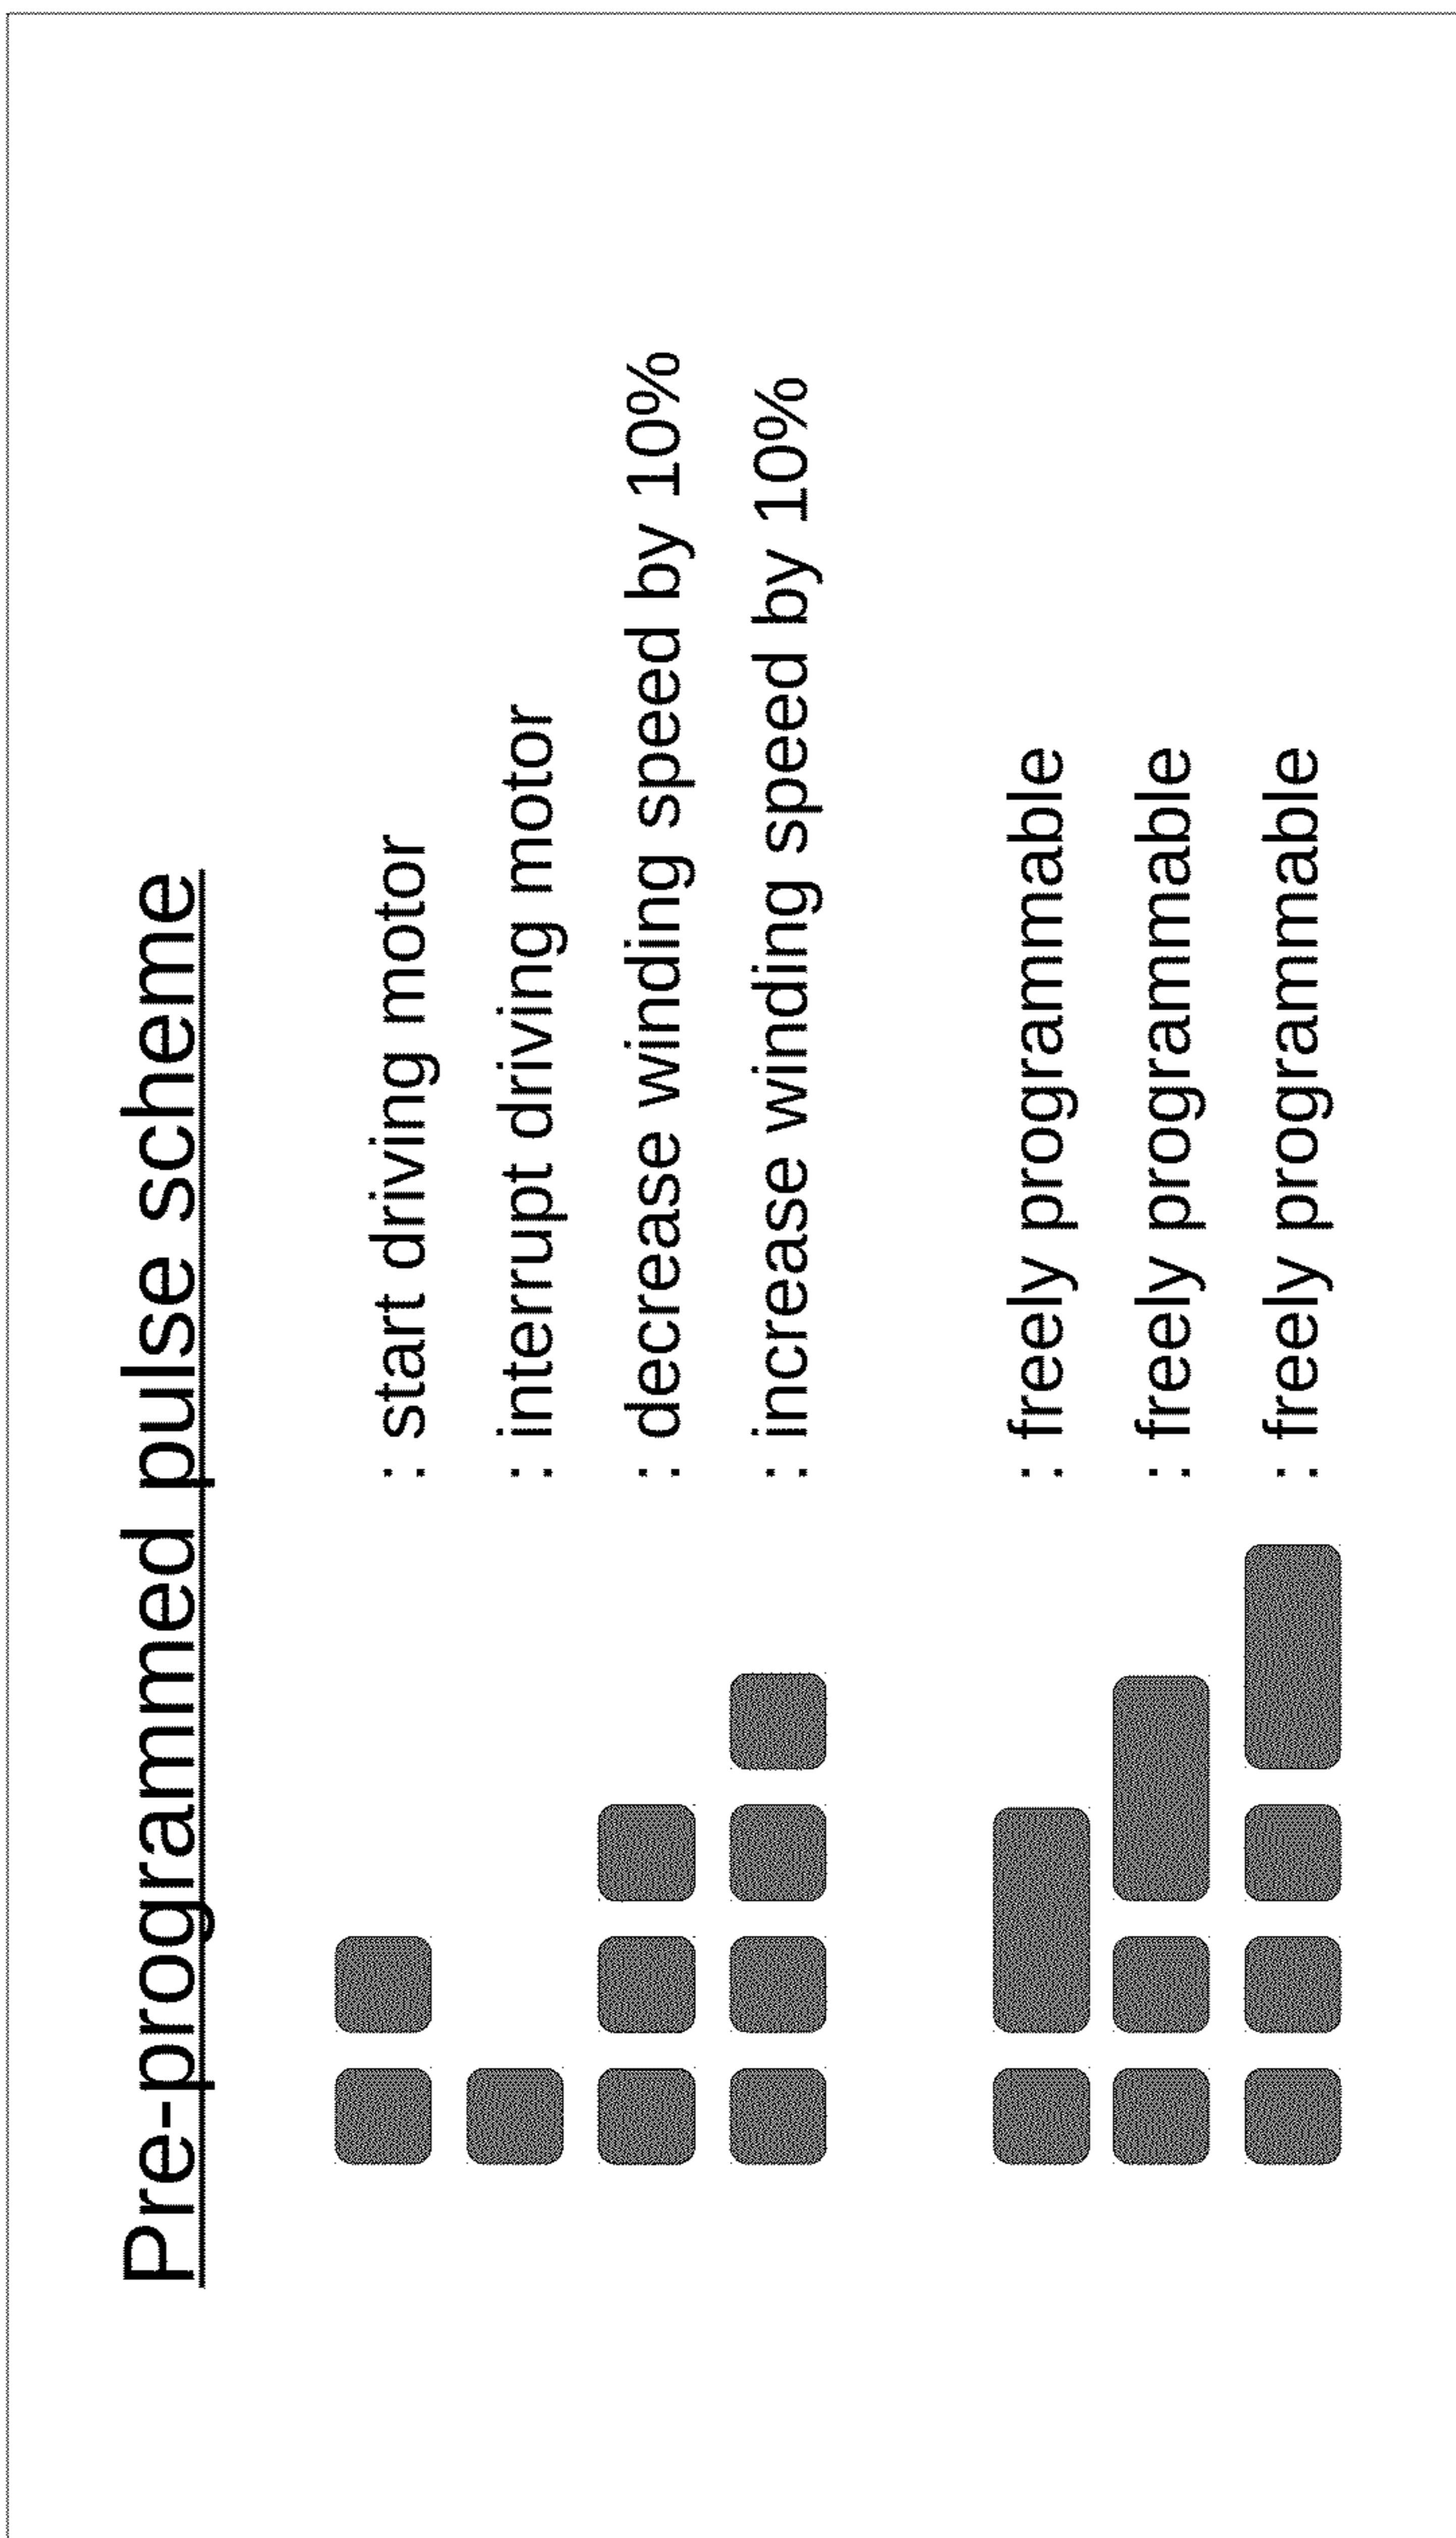 Pre-programmed pulse scheme
: start driving motor
: interrupt driving motor
: decrease winding speed by 10%
: increase winding speed by 10%
: freely programmable
: freely programmable
: freely programmable